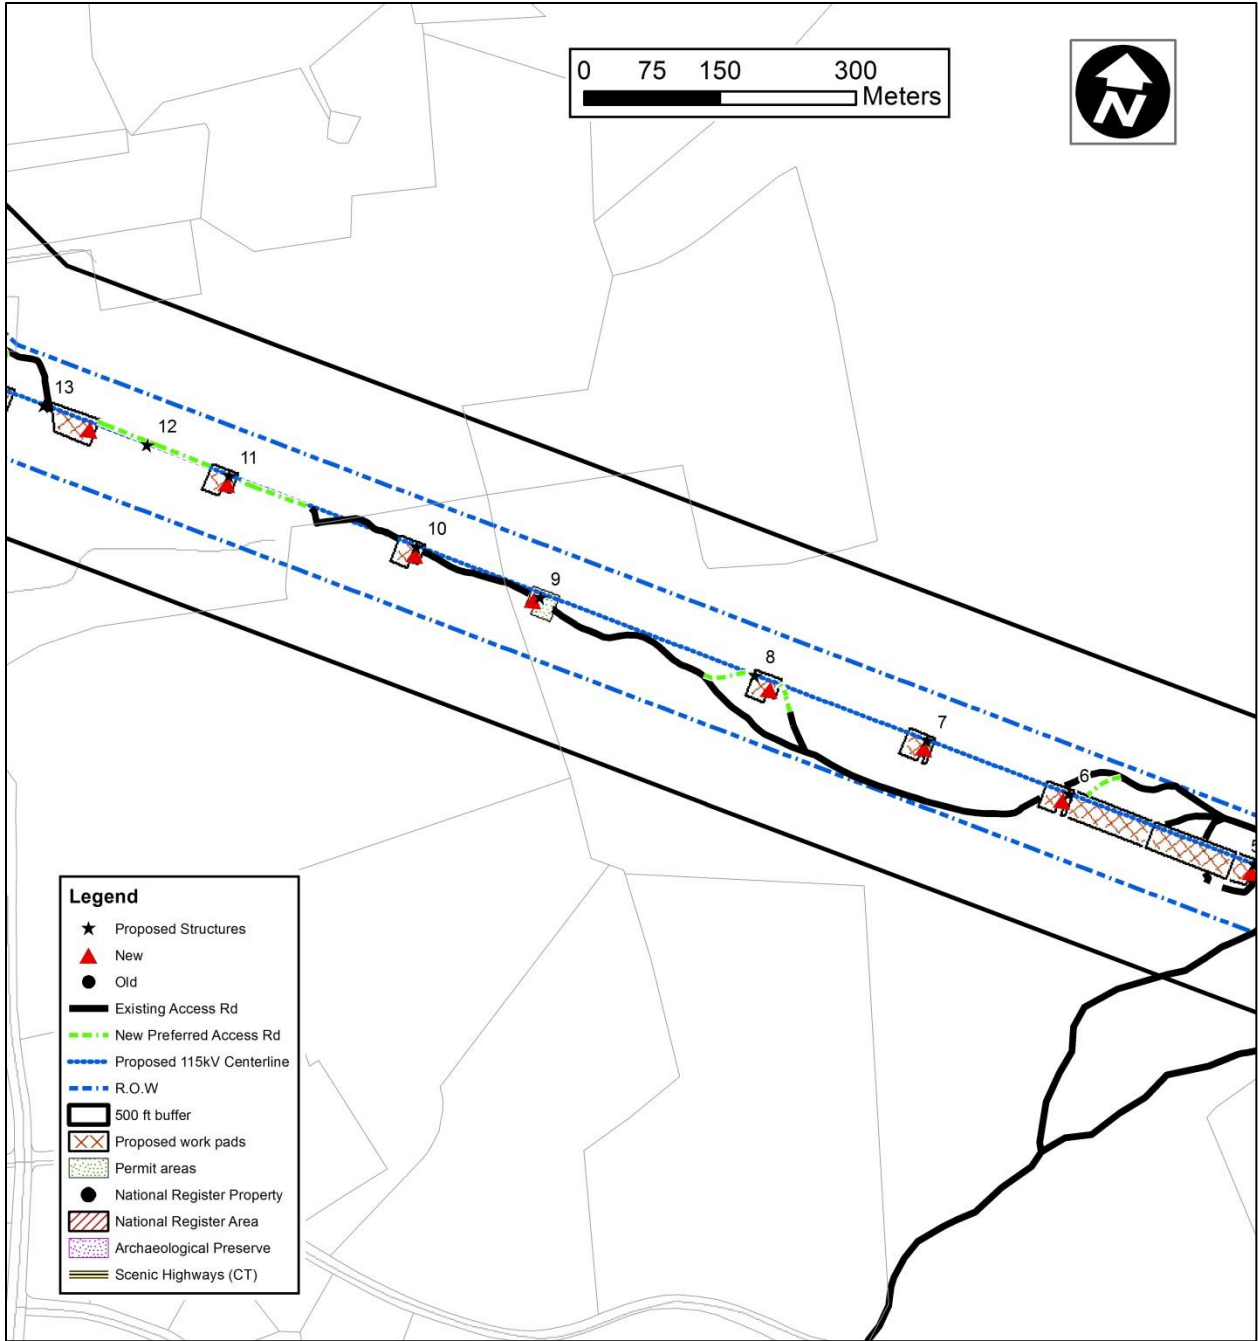 0 75 150 300
Meters
N
13
12
11
10
9
8
7
6
5
Legend
Proposed Structures
New
Old
Existing Access Rd
New Preferred Access Rd
Proposed 115kV Centerline
R.O.W
500 ft buffer
Proposed work pads
Permit areas
National Register Property
National Register Area
Archaeological Preserve
Scenic Highways (CT)